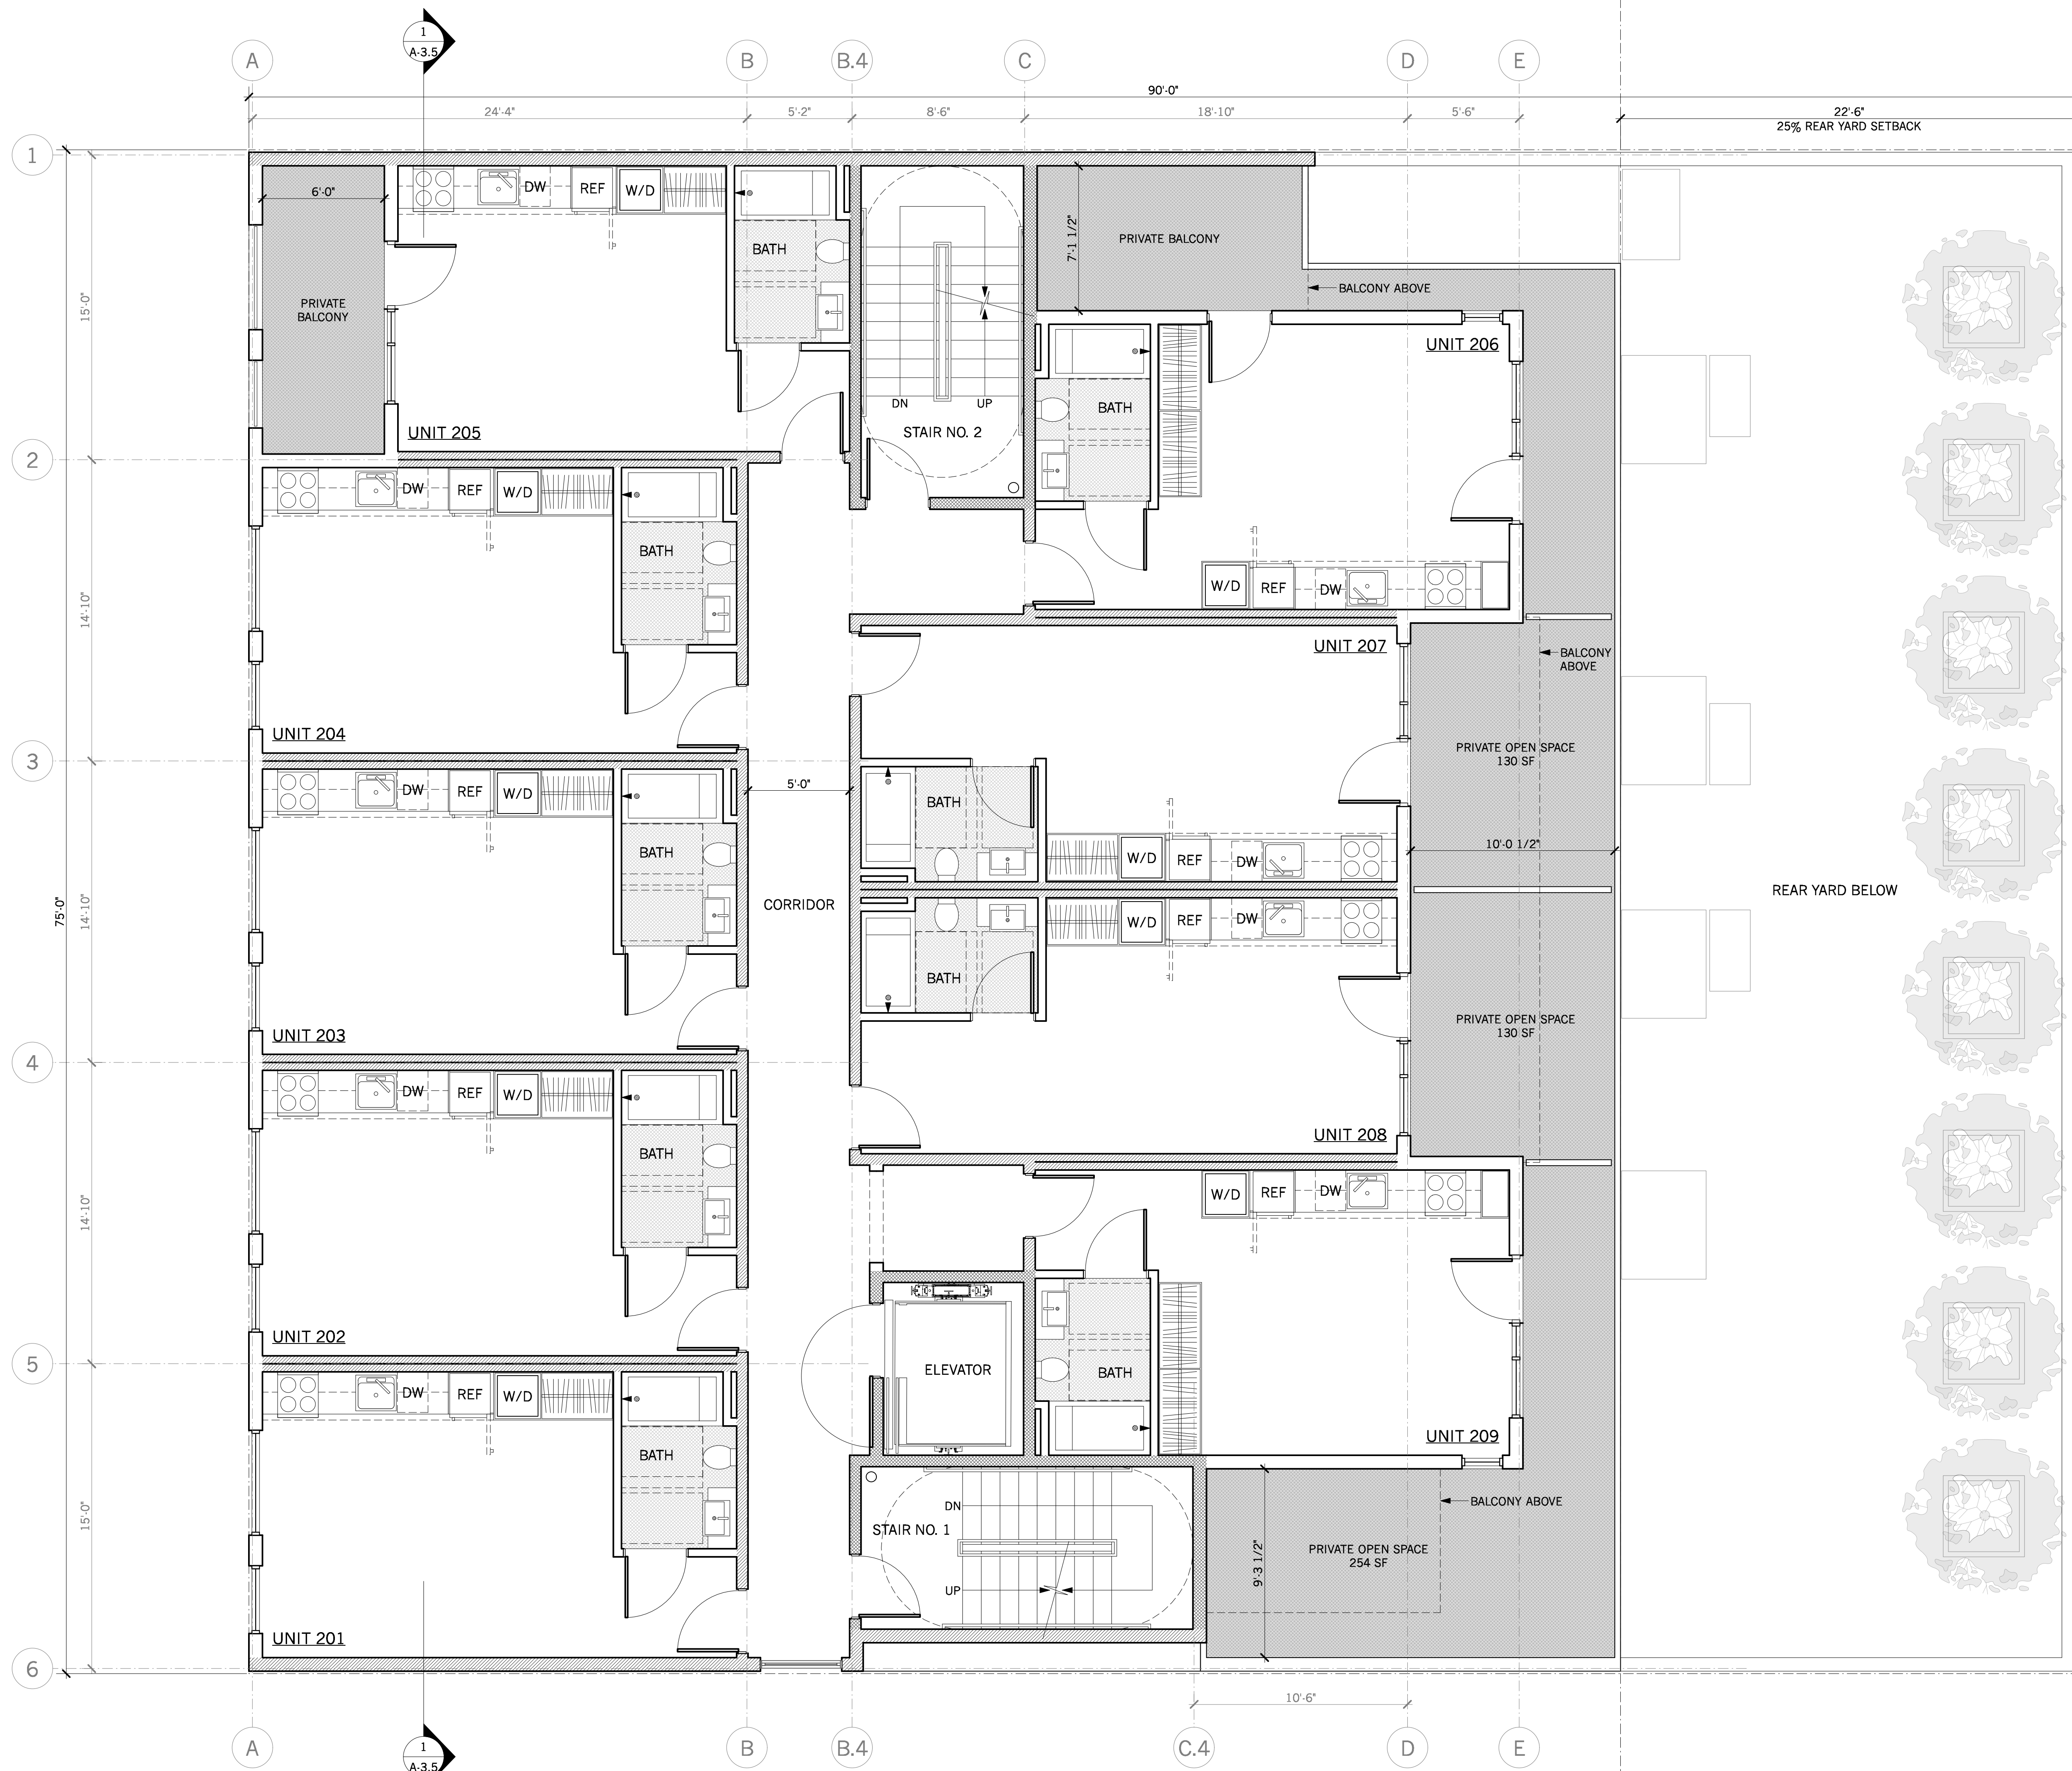 1
A-3.5
A
B
B.4
C
D
E
90'-0"
24'-4"
5'-2"
8'-6"
18'-10"
5'-6"
22'-6"
25% REAR YARD SETBACK
1
6'-0"
DW
REF
W/D
BATH
PRIVATE
BALCONY
15'-0"
UNIT 205
DN
UP
STAIR NO. 2
7'-1 1/2"
PRIVATE BALCONY
BALCONY ABOVE
UNIT 206
BATH
2
DW
REF
W/D
BATH
14'-10"
UNIT 204
W/D
REF
DW
UNIT 207
BALCONY
ABOVE
PRIVATE OPEN SPACE
130 SF
3
DW
REF
W/D
5'-0"
BATH
BATH
W/D
REF
DW
10'-0 1/2"
14'-10"
75'-0"
CORRIDOR
REAR YARD BELOW
UNIT 203
W/D
REF
DW
BATH
PRIVATE OPEN SPACE
130 SF
4
DW
REF
W/D
BATH
UNIT 208
14'-10"
UNIT 202
W/D
REF
DW
5
ELEVATOR
BATH
DW
REF
W/D
BATH
UNIT 209
15'-0"
DN
STAIR NO. 1
UP
BALCONY ABOVE
9'-3 1/2"
PRIVATE OPEN SPACE
254 SF
UNIT 201
6
10'-6"
A
1
A-3.5
B
B.4
C.4
D
E